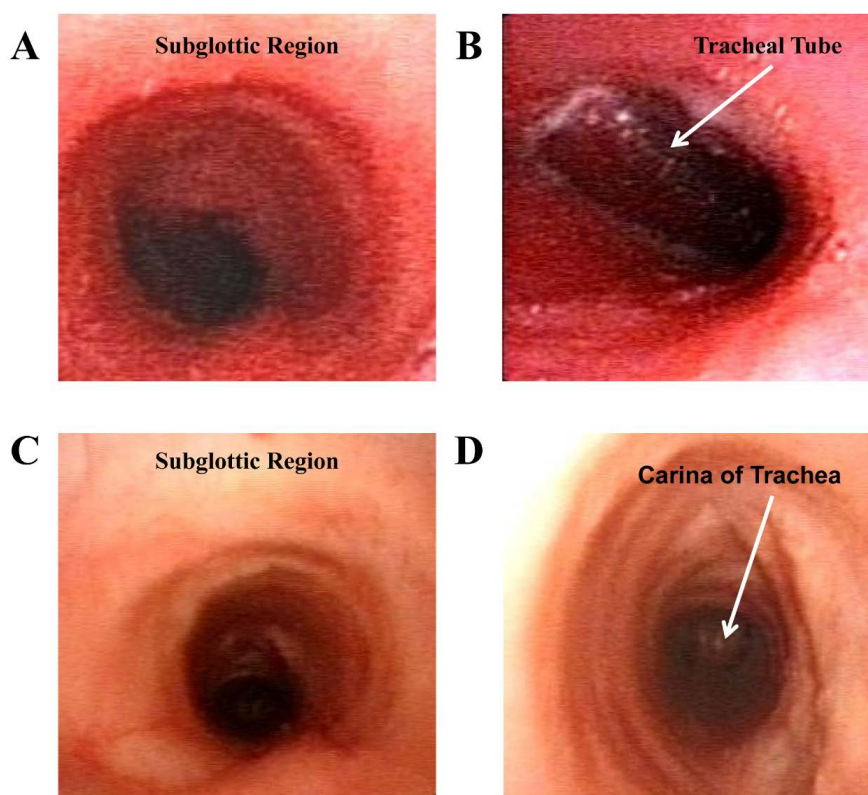 A
Subglottic Region
B
Tracheal Tube
C
Subglottic Region
D
Carina of Trachea